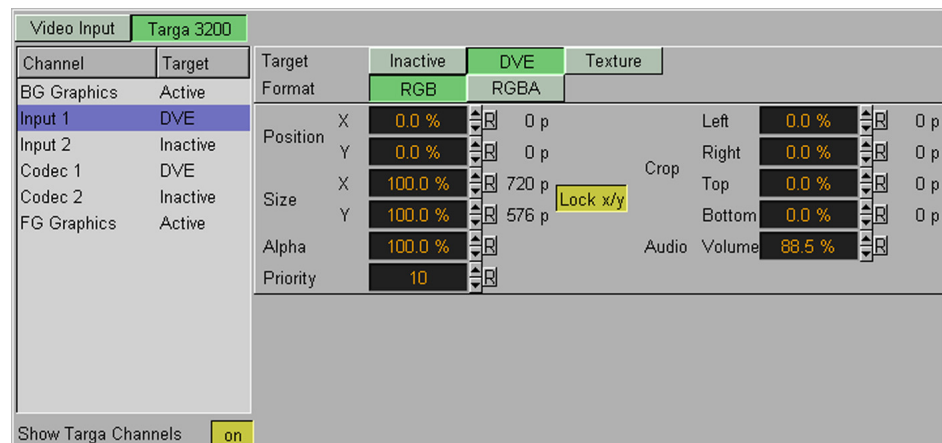 Video Input Targa 3200
Channel Target
BG Graphics Active
Input 1 DVE
Input 2 Inactive
Codec 1 DVE
Codec 2 Inactive
FG Graphics Active
Show Targa Channels on
Target Inactive DVE Texture
Format RGB RGBA
Position X 0.0 % R 0 p
Y 0.0 % R 0 p
Size X 100.0 % R 720 p
Y 100.0 % R 576 p
Lock x/y
Alpha 100.0 % R
Priority 10 R
Crop Left 0.0 % R 0 p
Right 0.0 % R 0 p
Top 0.0 % R 0 p
Bottom 0.0 % R 0 p
Audio Volume 88.5 % R